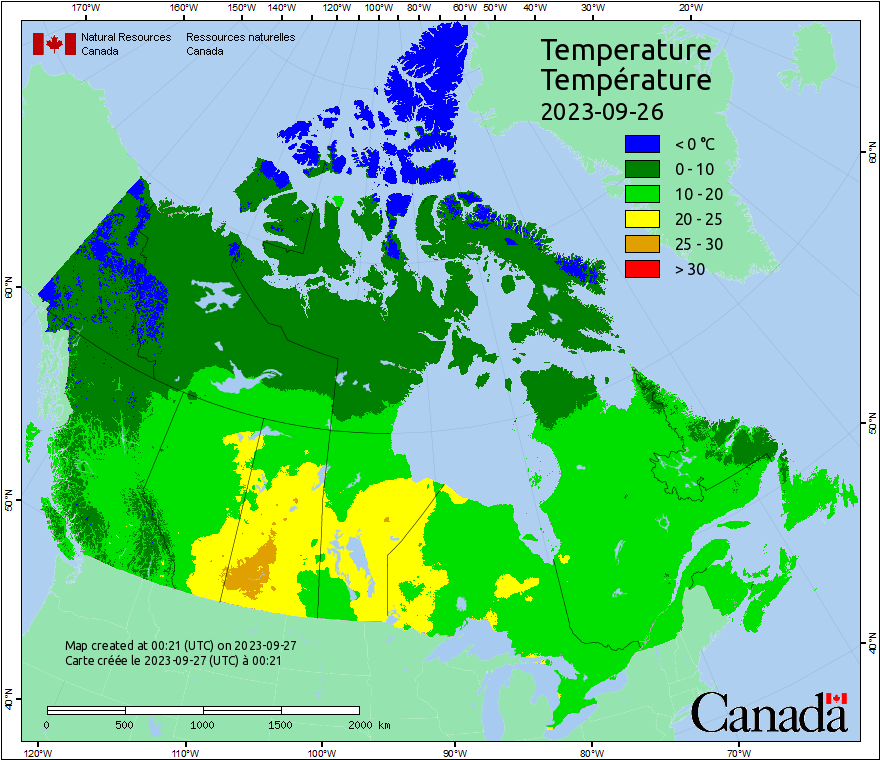 170°W 160°W 150°W 140°W 120°W 100°W 80°W 60°W 50°W 40°W 30°W 20°W
Natural Resources Ressources naturelles
Canada Canada
Temperature
Température
2023-09-26
< 0 °C
0 - 10
10 - 20
20 - 25
25 - 30
> 30
60°N
60°N
50°N
50°N
40°N
40°N
Map created at 00:21 (UTC) on 2023-09-27
Carte créée le 2023-09-27 (UTC) à 00:21
0 500 1000 1500 2000 km
Canada
120°W 110°W 100°W 90°W 80°W 70°W